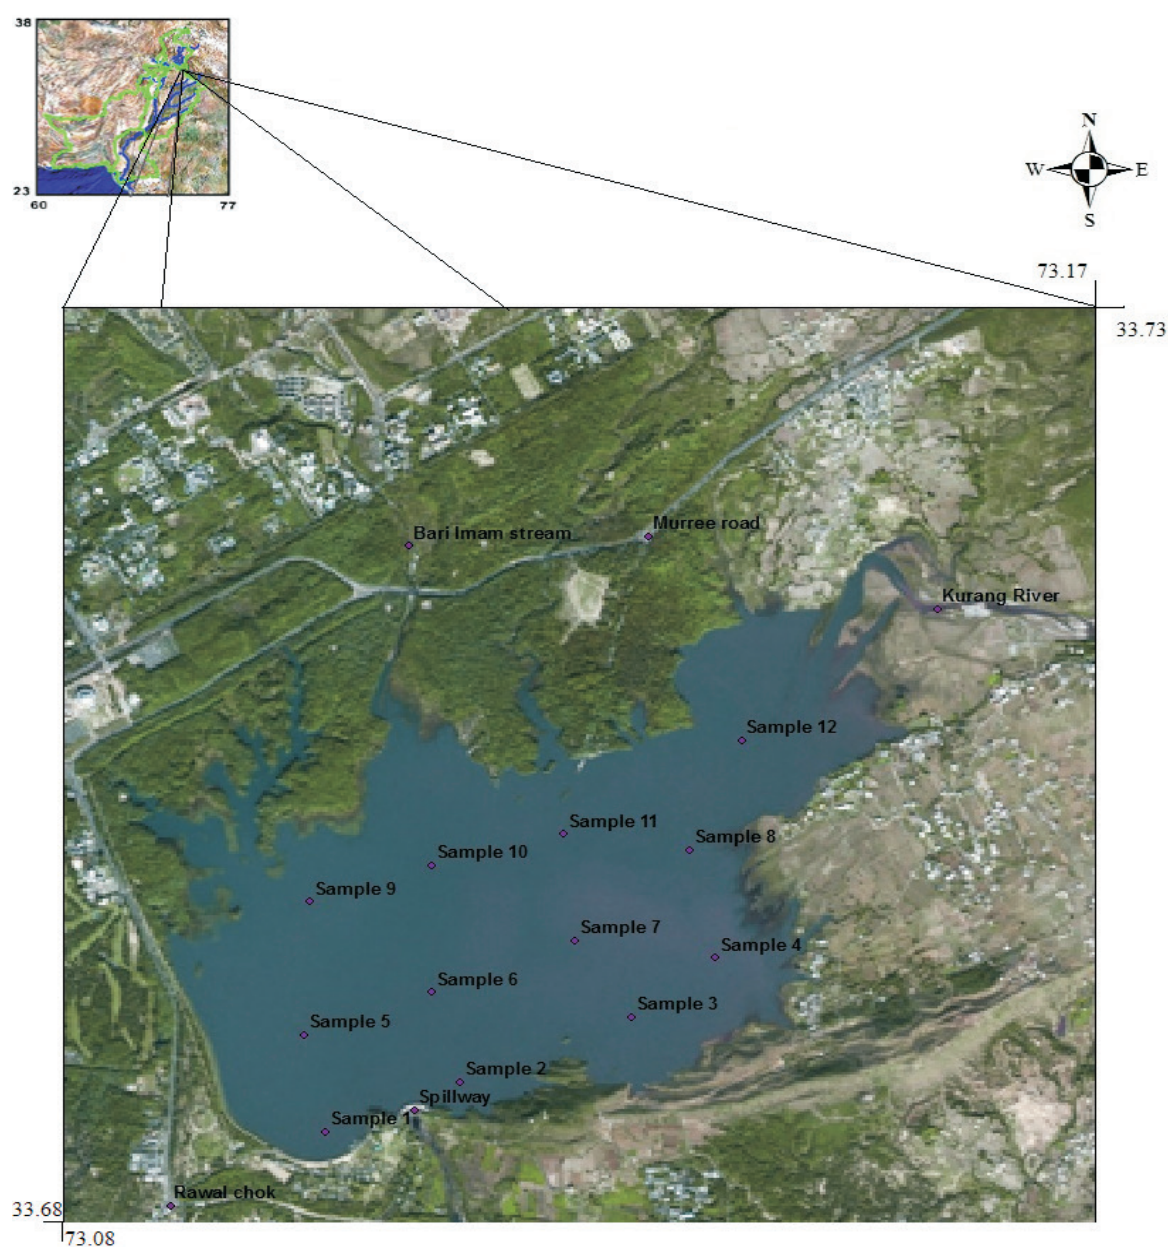 38
23
60
77
N
W
E
S
73.17
33.73
Bari Imam stream
Murree road
Kurang River
Sample 12
Sample 11
Sample 8
Sample 10
Sample 9
Sample 7
Sample 4
Sample 6
Sample 3
Sample 5
Sample 2
Spillway
Sample 1
Rawal chok
33.68
73.08